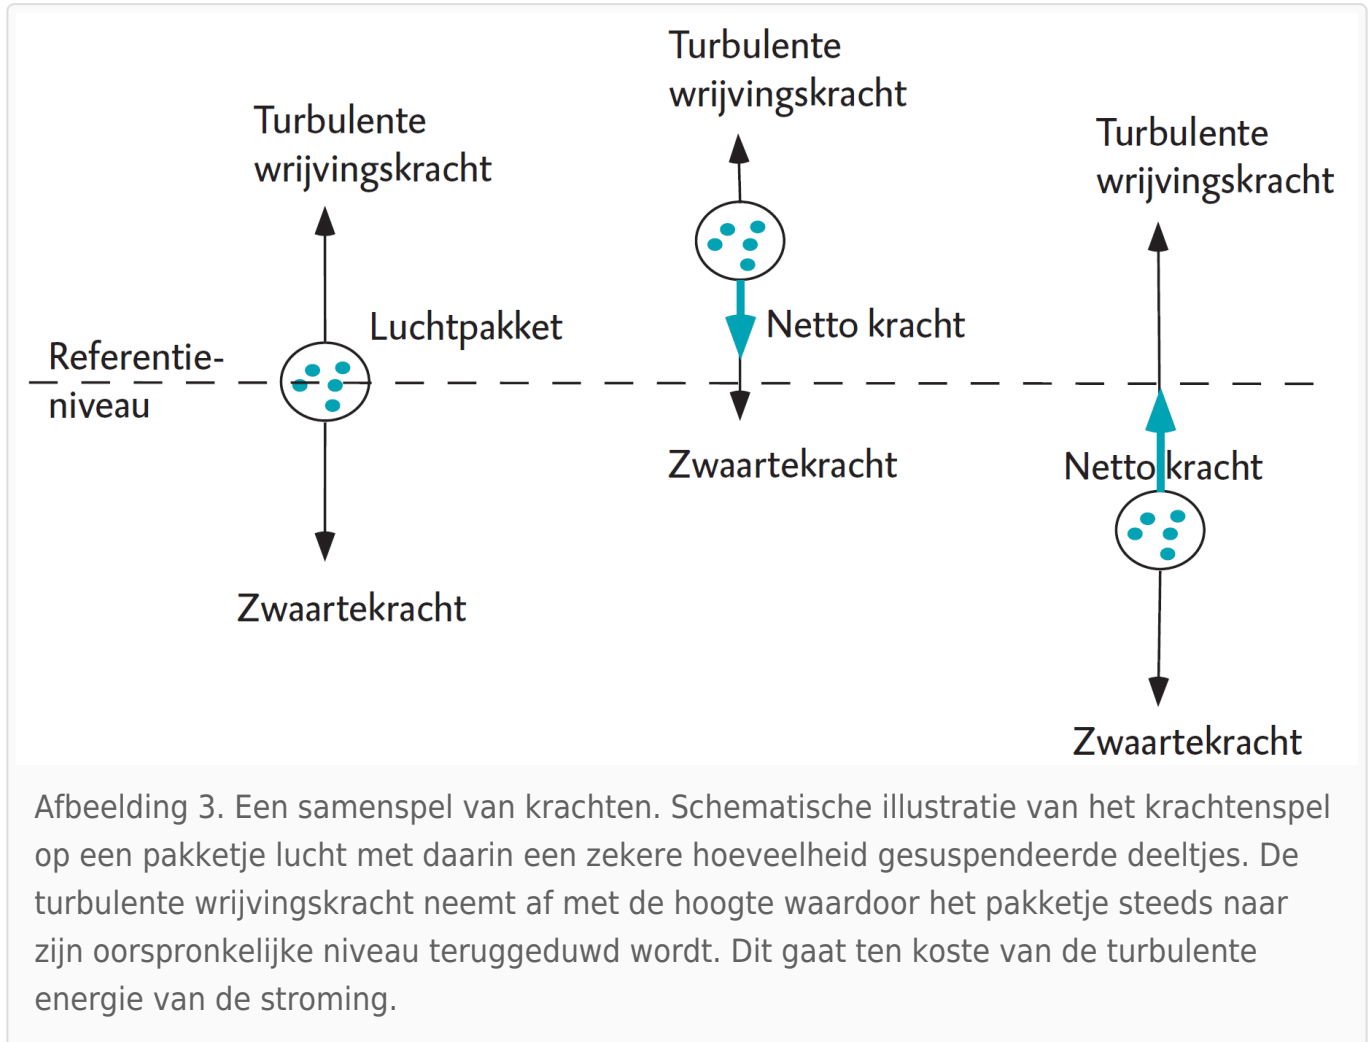 Turbulente
wrijvingskracht
Luchtpakket
Referentie-
niveau
Zwaartekracht
Turbulente
wrijvingskracht
Netto kracht
Zwaartekracht
Turbulente
wrijvingskracht
Netto kracht
Zwaartekracht
Afbeelding 3. Een samenspel van krachten. Schematische illustratie van het krachtenspel
op een pakketje lucht met daarin een zekere hoeveelheid gesuspendeerde deeltjes. De
turbulente wrijvingskracht neemt af met de hoogte waardoor het pakketje steeds naar
zijn oorspronkelijke niveau teruggeduwd wordt. Dit gaat ten koste van de turbulente
energie van de stroming.